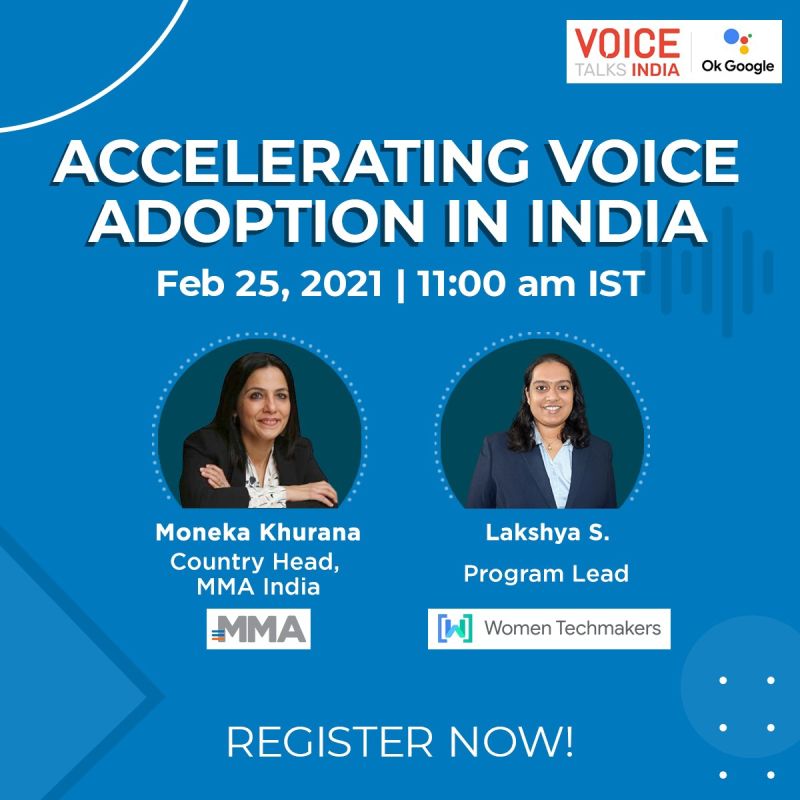 VOICE
TALKS INDIA
Ok Google
ACCELERATING VOICE
ADOPTION IN INDIA
Feb 25, 2021 | 11:00 am IST
Moneka Khurana
Country Head,
MMA India
MMA
Lakshya S.
Program Lead
[W] Women Techmakers
REGISTER NOW!